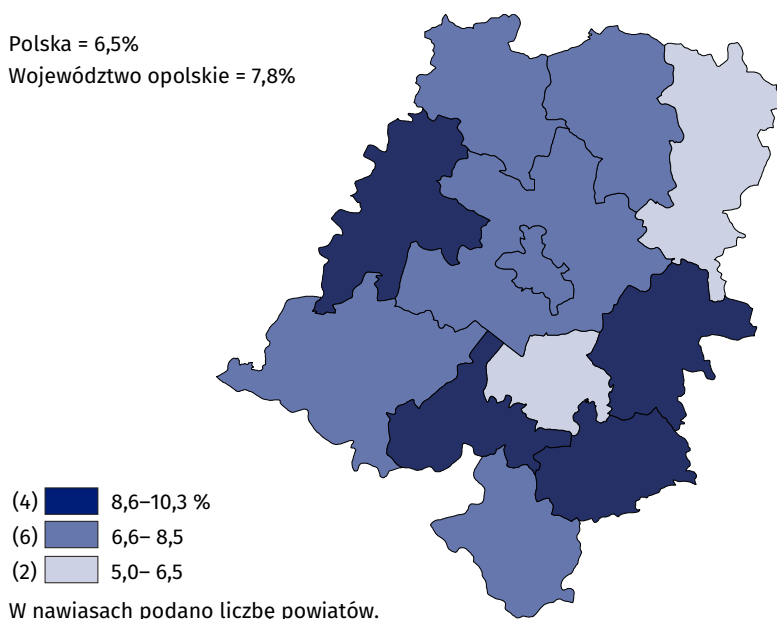 Polska = 6,5%
Województwo opolskie = 7,8%
(4) 8,6–10,3 %
(6) 6,6– 8,5
(2) 5,0– 6,5
W nawiasach podano liczbę powiatów.